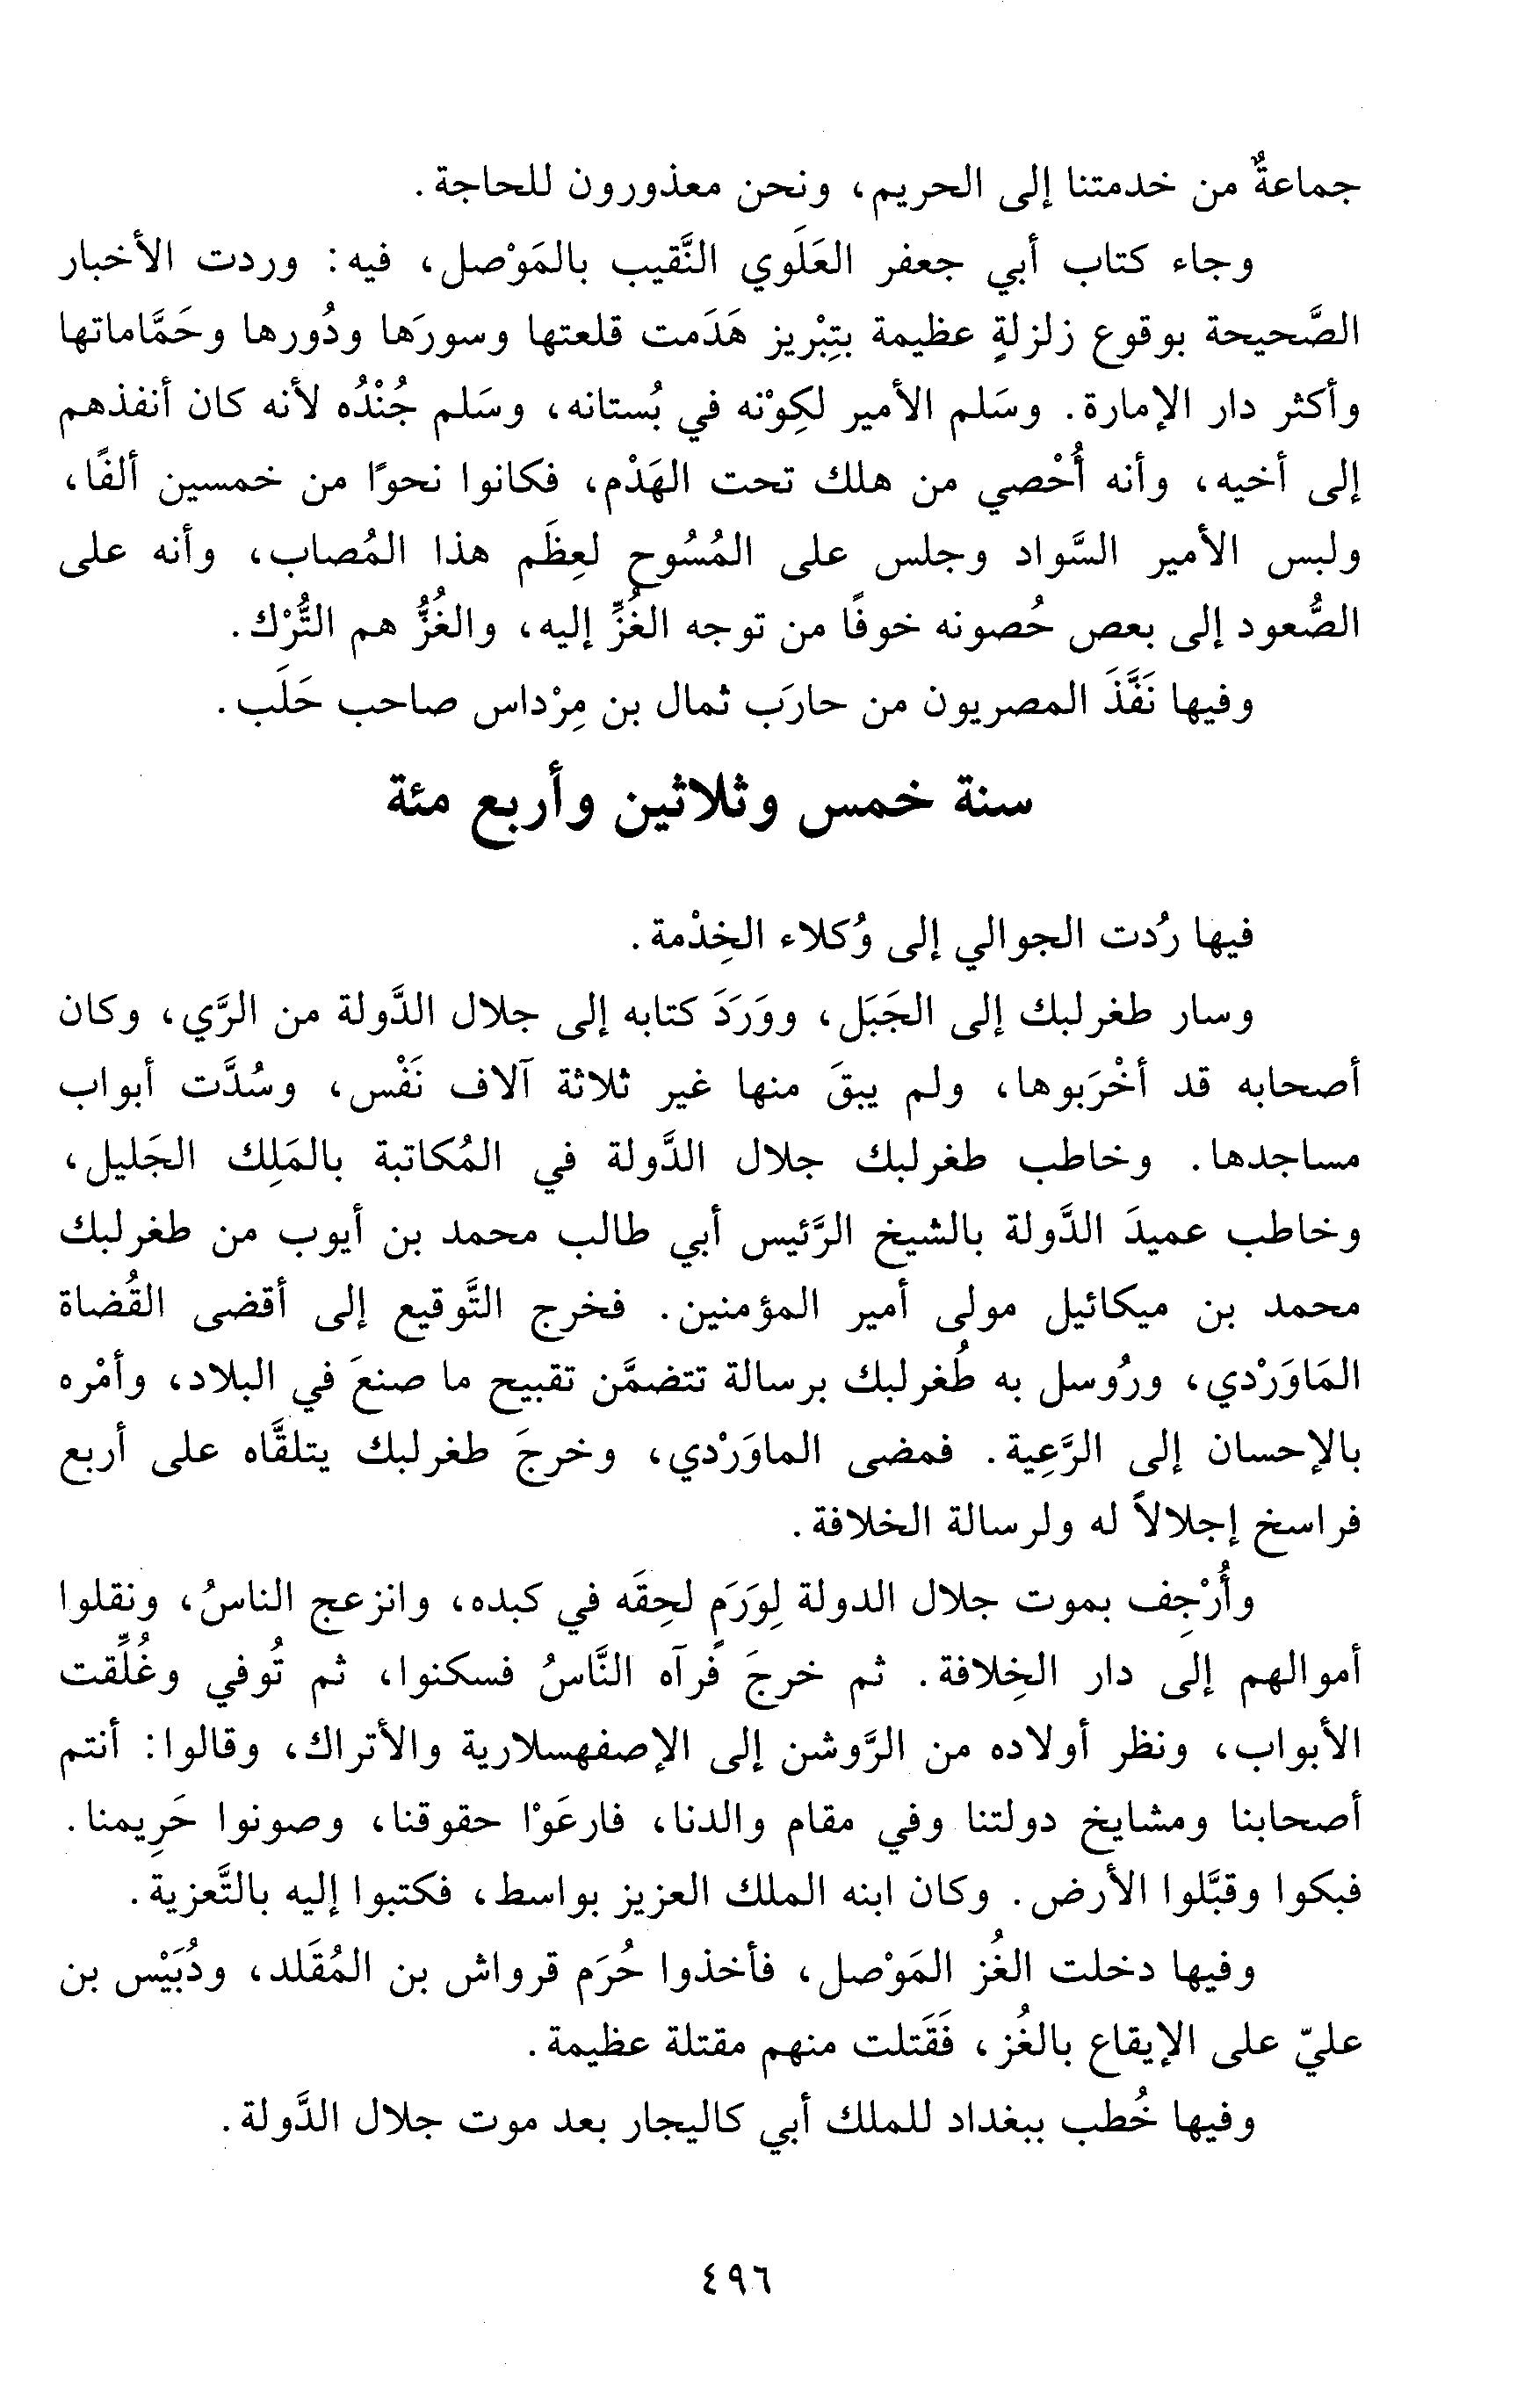 جماعةٌ من خدمتنا إلى الحريم، ونحن معذورون للحاجة.
وجاء كتاب أبي جعفر العَلَوي النَّقيب بالمَوْصل، فيه: وردت الأخبار
الصَّحيحة بوقوع زلزلةٍ عظيمة بتِبْريز هَدَمت قلعتها وسورَها ودُورها وحَمَّاماتها
وأكثر دار الإمارة. وسَلم الأمير لكِوْنه في بُستانه، وسَلم جُنْدُه لأنه كان أنفذهم
إلى أخيه، وأنه أُحْصي من هلك تحت الهَدْم، فكانوا نحوًا من خمسين ألفًا،
ولبس الأمير السَّواد وجلس على المُسُوح لعِظَم هذا المُصاب، وأنه على
الصُّعود إلى بعص حُصونه خوفًا من توجه الغُزِّ إليه، والغُزُّ هم التُّرْك.
وفيها نَفَّذَ المصريون من حارَب ثمال بن مِرْداس صاحب حَلَب.
سنة خمس وثلاثين وأربع مئة
فيها رُدت الجوالي إلى وُكلاء الخِدْمة.
وسار طغرلبك إلى الجَبَل، ووَرَدَ كتابه إلى جلال الدَّولة من الرَّي، وكان
أصحابه قد أخْرَبوها، ولم يبقَ منها غير ثلاثة آلاف نَفْس، وسُدَّت أبواب
مساجدها. وخاطب طغرلبك جلال الدَّولة في المُكاتبة بالمَلِك الجَليل،
وخاطب عميدَ الدَّولة بالشيخ الرَّئيس أبي طالب محمد بن أيوب من طغرلبك
محمد بن ميكائيل مولى أمير المؤمنين. فخرج التَّوقيع إلى أقضى القُضاة
المَاوَرْدي، ورُوسل به طُغرلبك برسالة تتضمَّن تقبيح ما صنعَ في البلاد، وأمْره
بالإحسان إلى الرَّعِية. فمضى الماوَرْدي، وخرجَ طغرلبك يتلقَّاه على أربع
فراسخ إجلالاً له ولرسالة الخلافة.
وأُرْجِف بموت جلال الدولة لِوَرَمٍ لحِقَه في كبده، وانزعج الناسُ، ونقلوا
أموالهم إلى دار الخِلافة. ثم خرجَ فرآه النَّاسُ فسكنوا، ثم تُوفي وغُلِّقت
الأبواب، ونظر أولاده من الرَّوشن إلى الإصفهسلارية والأتراك، وقالوا: أنتم
أصحابنا ومشايخ دولتنا وفي مقام والدنا، فارعَوْا حقوقنا، وصونوا حَرِيمنا.
فبكوا وقبَّلوا الأرض. وكان ابنه الملك العزيز بواسط، فكتبوا إليه بالتَّعزية.
وفيها دخلت الغُز المَوْصل، فأخذوا حُرَم قرواش بن المُقَلد، ودُبَيْس بن
عليّ على الإيقاع بالغُز، فَقَتلت منهم مقتلة عظيمة.
وفيها خُطب ببغداد للملك أبي كاليجار بعد موت جلال الدَّولة.
٤٩٦